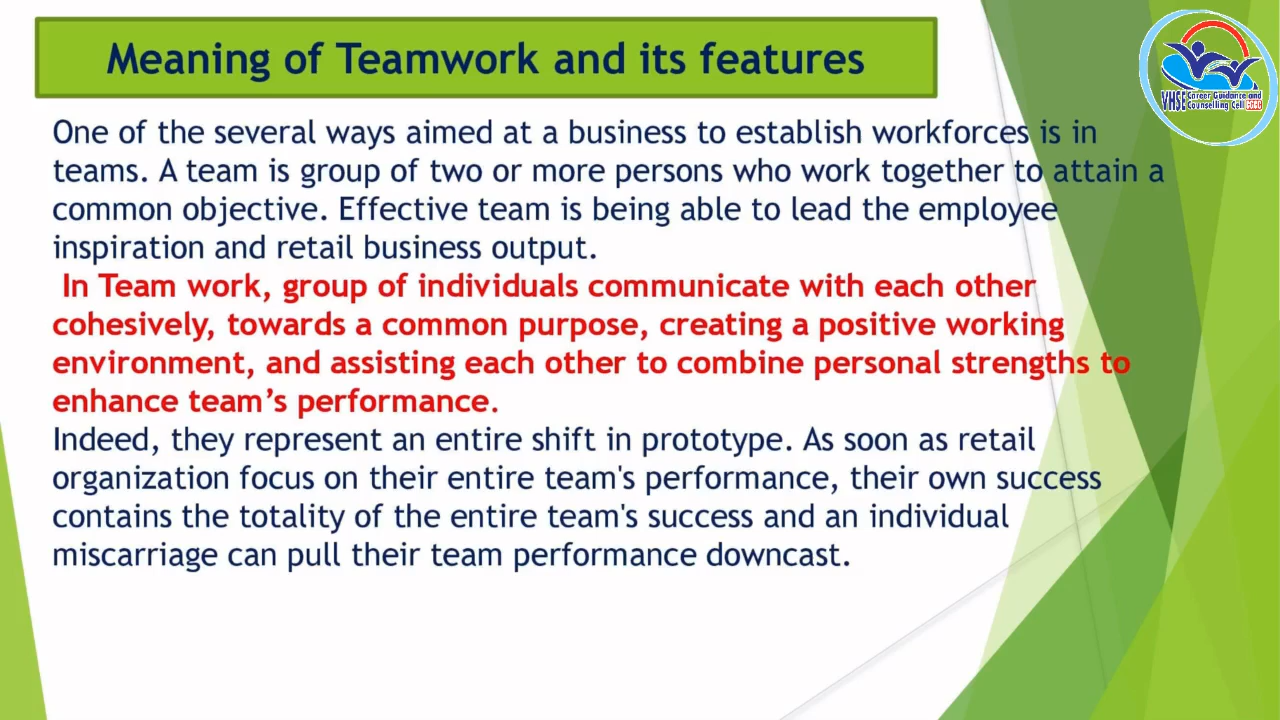 Meaning of Teamwork and its features
VHSE Career Guidance and
Counselling Cell CGCC
One of the several ways aimed at a business to establish workforces is in
teams. A team is group of two or more persons who work together to attain a
common objective. Effective team is being able to lead the employee
inspiration and retail business output.
In Team work, group of individuals communicate with each other
cohesively, towards a common purpose, creating a positive working
environment, and assisting each other to combine personal strengths to
enhance team’s performance.
Indeed, they represent an entire shift in prototype. As soon as retail
organization focus on their entire team's performance, their own success
contains the totality of the entire team's success and an individual
miscarriage can pull their team performance downcast.